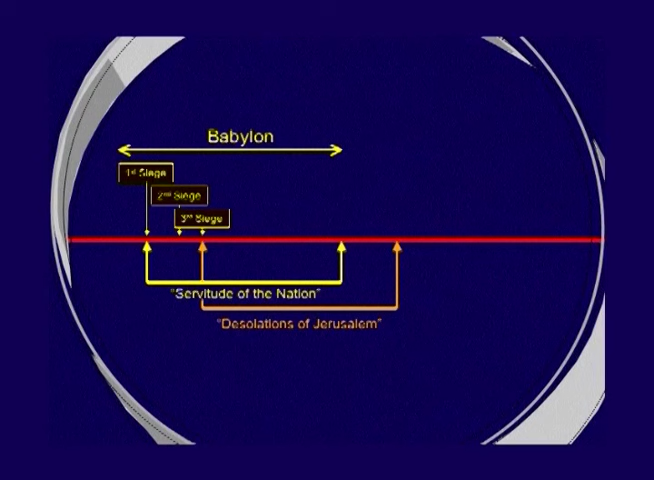 Babylon
1st Siege
2nd Siege
3rd Siege
"Servitude of the Nation"
"Desolations of Jerusalem"